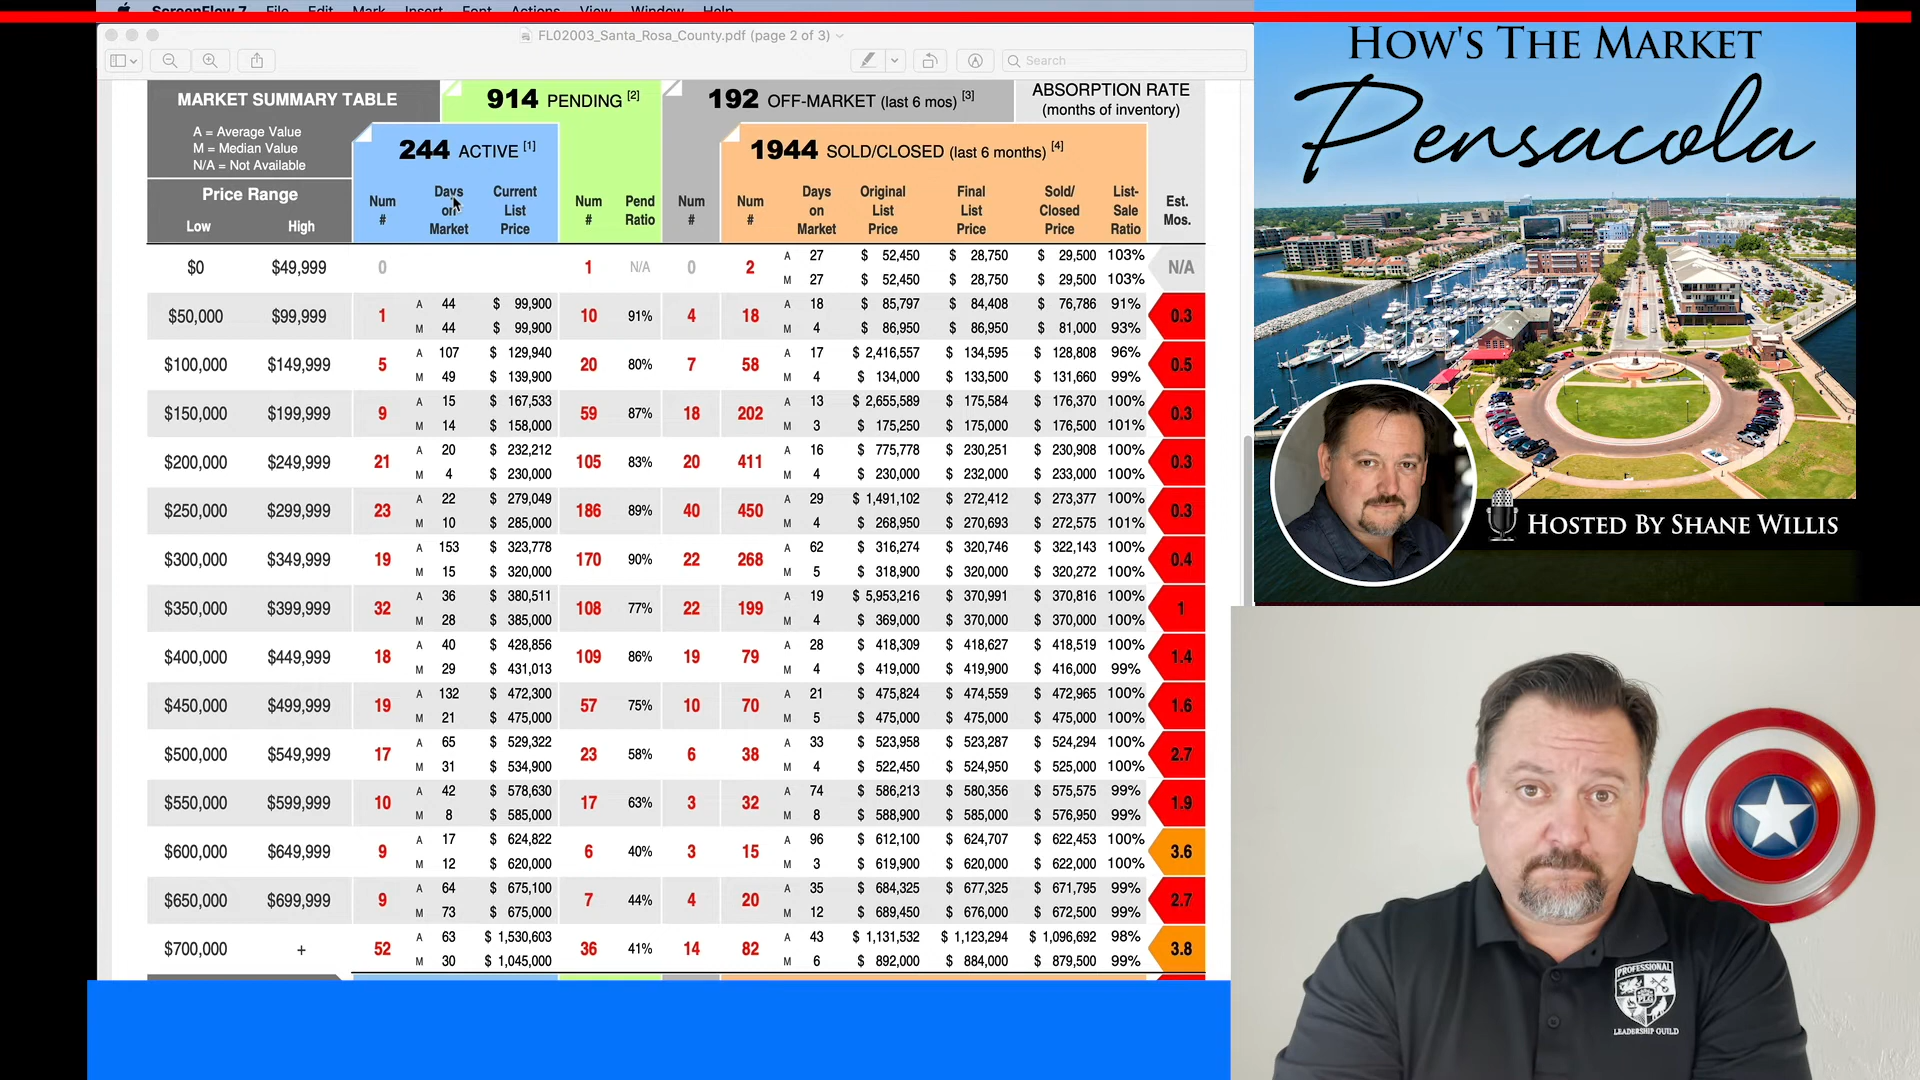 ScreenFlow 7 File Edit Mark Insert Font Actions View Window Help
FL02003_Santa_Rosa_County.pdf (page 2 of 3)
Search
MARKET SUMMARY TABLE
A = Average Value
M = Median Value
N/A = Not Available
914 PENDING [2]
192 OFF-MARKET (last 6 mos) [3]
ABSORPTION RATE
(months of inventory)
244 ACTIVE [1]
1944 SOLD/CLOSED (last 6 months) [4]
Price Range
Low High
Num #
Days on Market
Current List Price
Num #
Pend Ratio
Num #
Num #
Days on Market
Original List Price
Final List Price
Sold/ Closed Price
List- Sale Ratio
Est. Mos.
$0 $49,999 0 1 N/A 0 2 A 27 $ 52,450 $ 28,750 $ 29,500 103% N/A
M 27 $ 52,450 $ 28,750 $ 29,500 103%
$50,000 $99,999 1 A 44 $ 99,900 10 91% 4 18 A 18 $ 85,797 $ 84,408 $ 76,786 91% 0.3
M 44 $ 99,900 M 4 $ 86,950 $ 86,950 $ 81,000 93%
$100,000 $149,999 5 A 107 $ 129,940 20 80% 7 58 A 17 $ 2,416,557 $ 134,595 $ 128,808 96% 0.5
M 49 $ 139,900 M 4 $ 134,000 $ 133,500 $ 131,660 99%
$150,000 $199,999 9 A 15 $ 167,533 59 87% 18 202 A 13 $ 2,655,589 $ 175,584 $ 176,370 100% 0.3
M 14 $ 158,000 M 3 $ 175,250 $ 175,000 $ 176,500 101%
$200,000 $249,999 21 A 20 $ 232,212 105 83% 20 411 A 16 $ 775,778 $ 230,251 $ 230,908 100% 0.3
M 4 $ 230,000 M 4 $ 230,000 $ 232,000 $ 233,000 100%
$250,000 $299,999 23 A 22 $ 279,049 186 89% 40 450 A 29 $ 1,491,102 $ 272,412 $ 273,377 100% 0.3
M 10 $ 285,000 M 4 $ 268,950 $ 270,693 $ 272,575 101%
$300,000 $349,999 19 A 153 $ 323,778 170 90% 22 268 A 62 $ 316,274 $ 320,746 $ 322,143 100% 0.4
M 15 $ 320,000 M 5 $ 318,900 $ 320,000 $ 320,272 100%
$350,000 $399,999 32 A 36 $ 380,511 108 77% 22 199 A 19 $ 5,953,216 $ 370,991 $ 370,816 100% 1
M 28 $ 385,000 M 4 $ 369,000 $ 370,000 $ 370,000 100%
$400,000 $449,999 18 A 40 $ 428,856 109 86% 19 79 A 28 $ 418,309 $ 418,627 $ 418,519 100% 1.4
M 29 $ 431,013 M 4 $ 419,000 $ 419,900 $ 416,000 99%
$450,000 $499,999 19 A 132 $ 472,300 57 75% 10 70 A 21 $ 475,824 $ 474,559 $ 472,965 100% 1.6
M 21 $ 475,000 M 5 $ 475,000 $ 475,000 $ 475,000 100%
$500,000 $549,999 17 A 65 $ 529,322 23 58% 6 38 A 33 $ 523,958 $ 523,287 $ 524,294 100% 2.7
M 31 $ 534,900 M 4 $ 522,450 $ 524,950 $ 525,000 100%
$550,000 $599,999 10 A 42 $ 578,630 17 63% 3 32 A 74 $ 586,213 $ 580,356 $ 575,575 99% 1.9
M 8 $ 585,000 M 8 $ 588,900 $ 585,000 $ 576,950 99%
$600,000 $649,999 9 A 17 $ 624,822 6 40% 3 15 A 96 $ 612,100 $ 624,707 $ 622,453 100% 3.6
M 12 $ 620,000 M 3 $ 619,900 $ 620,000 $ 622,000 100%
$650,000 $699,999 9 A 64 $ 675,100 7 44% 4 20 A 35 $ 684,325 $ 677,325 $ 671,795 99% 2.7
M 73 $ 675,000 M 12 $ 689,450 $ 676,000 $ 672,500 99%
$700,000 + 52 A 63 $ 1,530,603 36 41% 14 82 A 43 $ 1,131,532 $ 1,123,294 $ 1,096,692 98% 3.8
M 30 $ 1,045,000 M 6 $ 892,000 $ 884,000 $ 879,500 99%
HOW'S THE MARKET
Pensacola
HOSTED BY SHANE WILLIS
PROFESSIONAL
LEADERSHIP GUILD